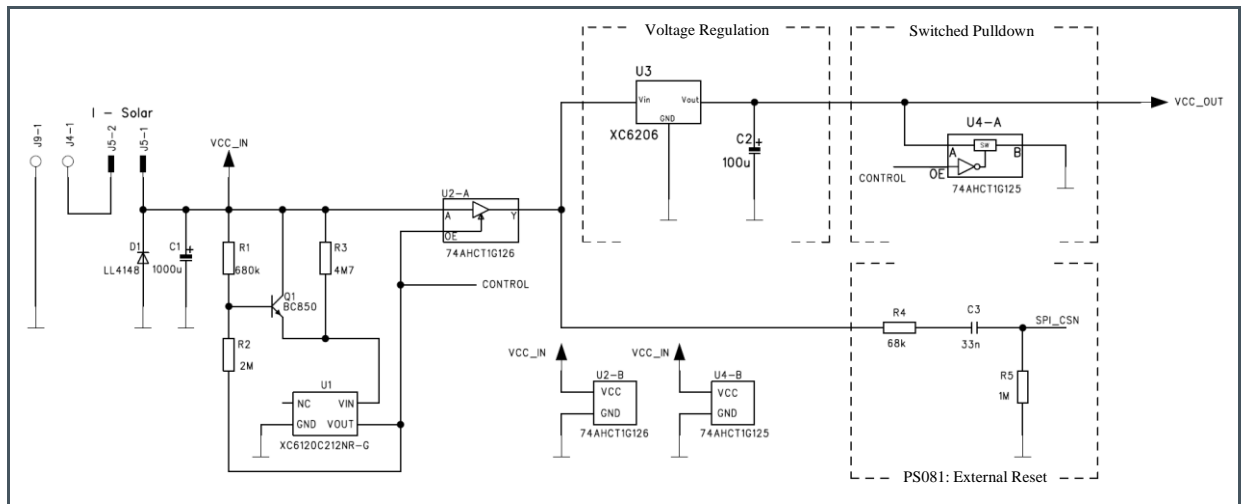 Voltage Regulation
Switched Pulldown
U3
Vin
Vout
GND
XC6206
C2
+
100u
VCC_OUT
U4-A
A
SW
B
OE
CONTROL
74AHCT1G125
I - Solar
J9-1
J4-1
J5-2
J5-1
VCC_IN
D1
LL4148
C1
+
1000u
R1
680k
R3
4M7
Q1
BC850
R2
2M
U2-A
A
Y
OE
74AHCT1G126
CONTROL
U1
NC
VIN
GND
VOUT
XC6120C212NR-G
VCC_IN
U2-B
VCC
GND
74AHCT1G126
VCC_IN
U4-B
VCC
GND
74AHCT1G125
R4
68k
C3
33n
SPI_CSN
R5
1M
PS081: External Reset